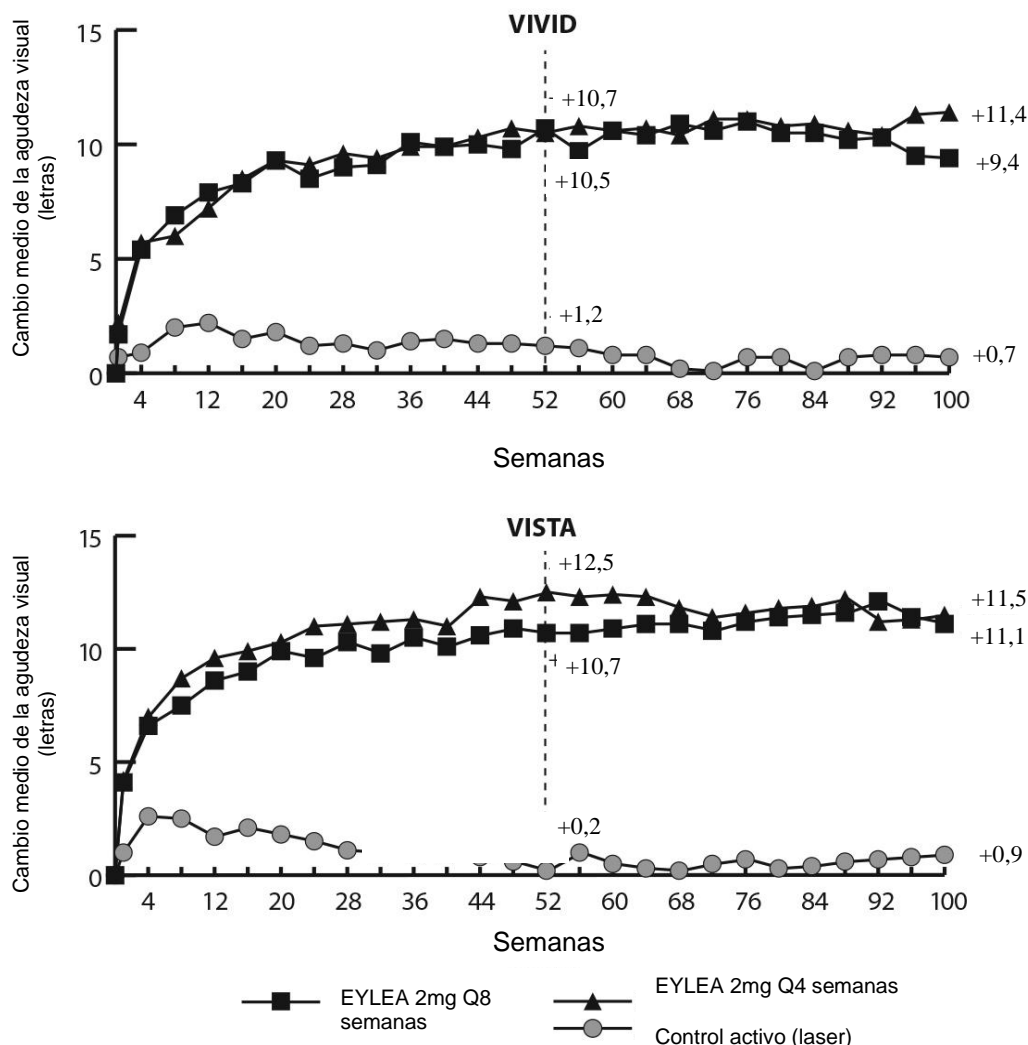 VIVID
Cambio medio de la agudeza visual
(letras)
15
10
5
0
+10,7
+10,5
+1,2
+11,4
+9,4
+0,7
4 12 20 28 36 44 52 60 68 76 84 92 100
Semanas
VISTA
Cambio medio de la agudeza visual
(letras)
15
10
5
0
+12,5
+10,7
+0,2
+11,5
+11,1
+0,9
4 12 20 28 36 44 52 60 68 76 84 92 100
Semanas
EYLEA 2mg Q8
semanas
EYLEA 2mg Q4 semanas
Control activo (laser)